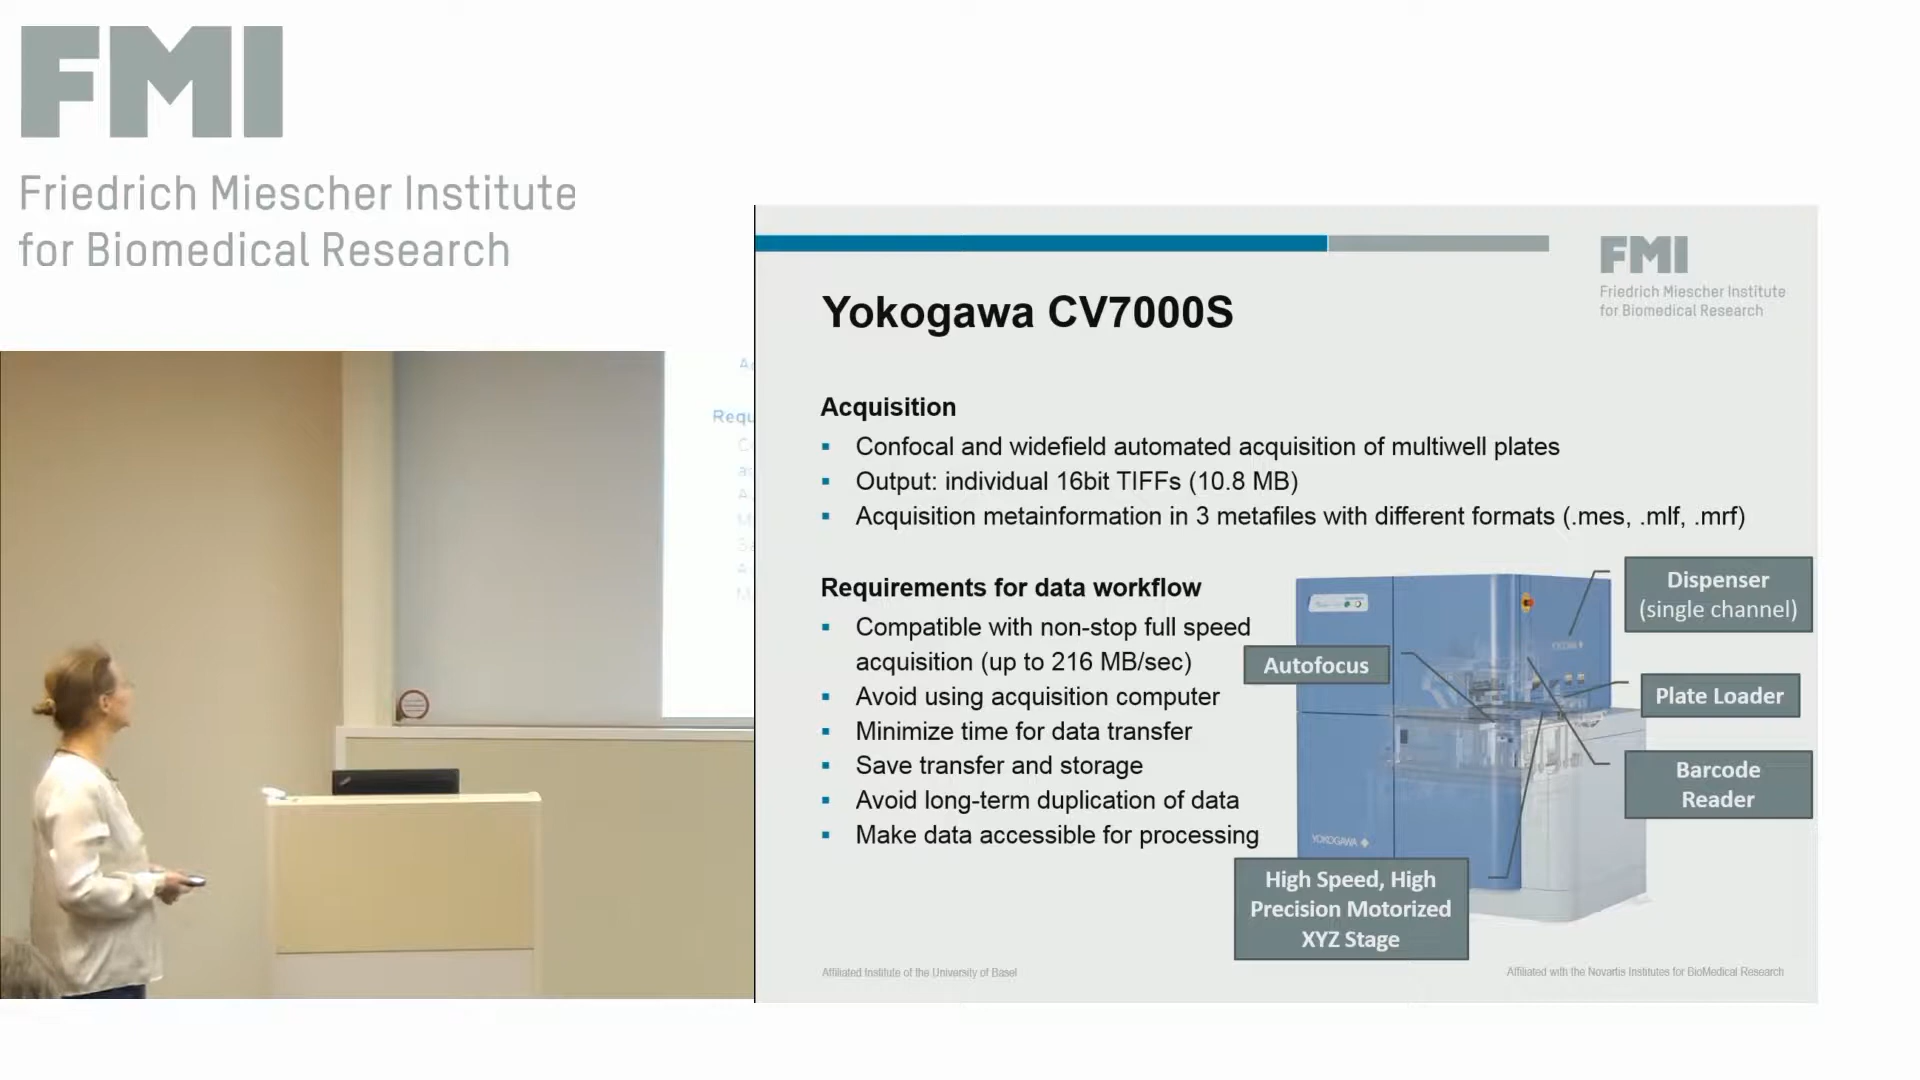 FMI
Friedrich Miescher Institute
for Biomedical Research
Requ
FMI
Friedrich Miescher Institute
for Biomedical Research
Yokogawa CV7000S
Acquisition
▪ Confocal and widefield automated acquisition of multiwell plates
▪ Output: individual 16bit TIFFs (10.8 MB)
▪ Acquisition metainformation in 3 metafiles with different formats (.mes, .mlf, .mrf)
Requirements for data workflow
▪ Compatible with non-stop full speed
acquisition (up to 216 MB/sec)
▪ Avoid using acquisition computer
▪ Minimize time for data transfer
▪ Save transfer and storage
▪ Avoid long-term duplication of data
▪ Make data accessible for processing
Dispenser
(single channel)
Autofocus
Plate Loader
Barcode
Reader
YOKOGAWA
High Speed, High
Precision Motorized
XYZ Stage
Affiliated Institute of the University of Basel
Affiliated with the Novartis Institutes for BioMedical Research